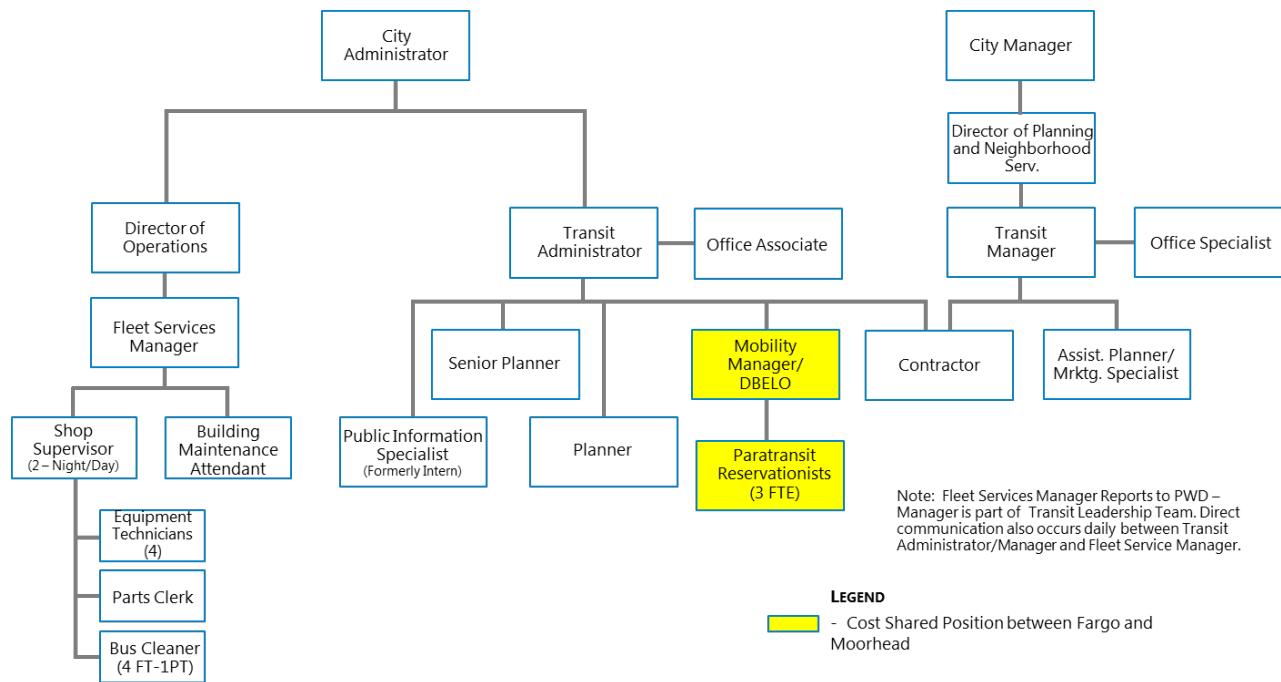 City
Administrator
City Manager
Director of Planning
and Neighborhood
Serv.
Director of
Operations
Transit
Administrator
Office Associate
Transit
Manager
Office Specialist
Fleet Services
Manager
Senior Planner
Mobility
Manager/
DBELO
Contractor
Assist. Planner/
Mrktg. Specialist
Shop
Supervisor
(2 – Night/Day)
Building
Maintenance
Attendant
Public Information
Specialist
(Formerly Intern)
Planner
Paratransit
Reservationists
(3 FTE)
Equipment
Technicians
(4)
Parts Clerk
Bus Cleaner
(4 FT-1PT)
Note:  Fleet Services Manager Reports to PWD –
Manager is part of  Transit Leadership Team. Direct
communication also occurs daily between Transit
Administrator/Manager and Fleet Service Manager.
LEGEND
- Cost Shared Position between Fargo and
Moorhead